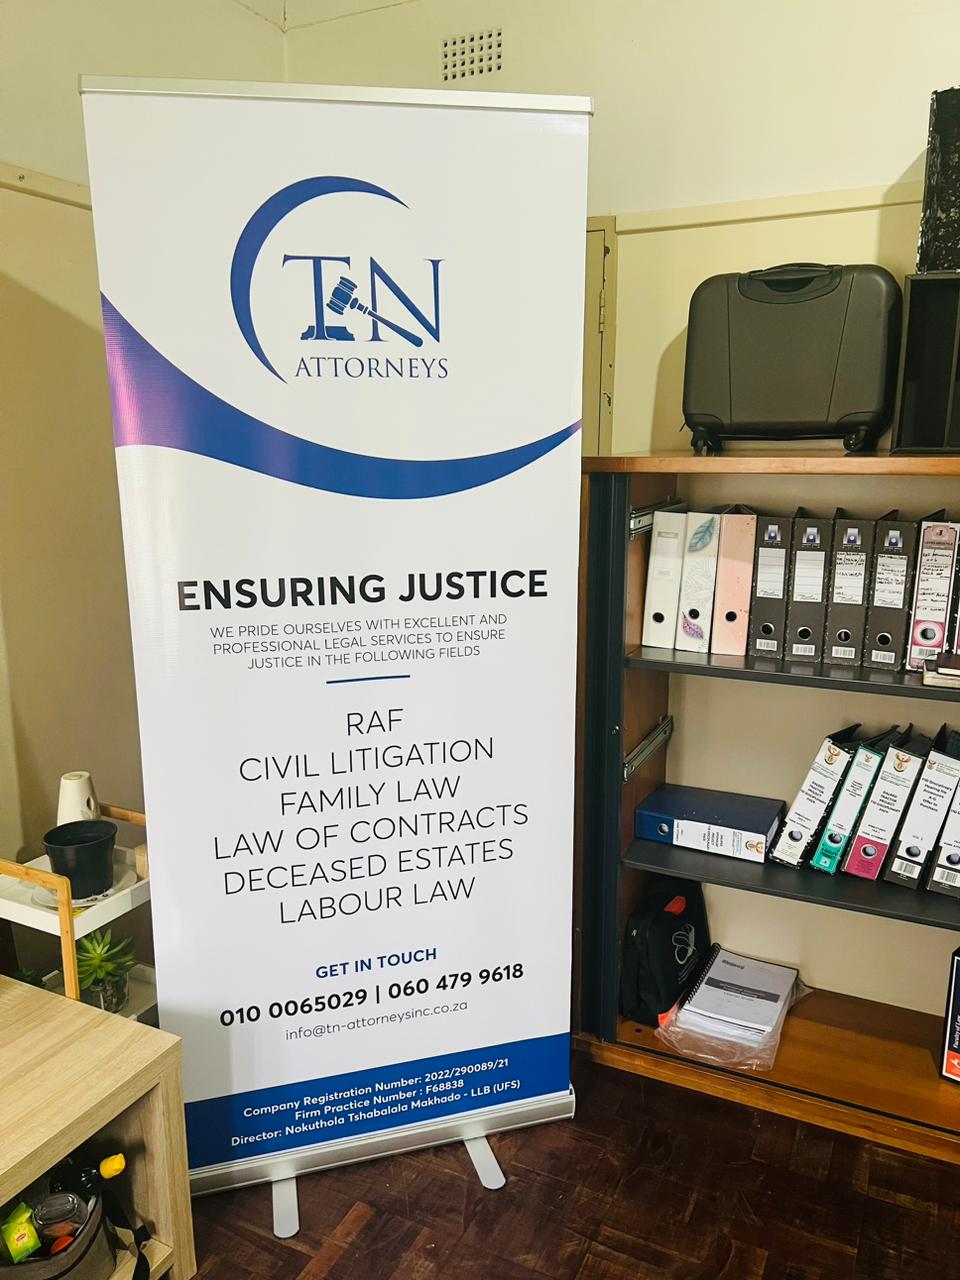 TN
ATTORNEYS
ENSURING JUSTICE
WE PRIDE OURSELVES WITH EXCELLENT AND
PROFESSIONAL LEGAL SERVICES TO ENSURE
JUSTICE IN THE FOLLOWING FIELDS
RAF
CIVIL LITIGATION
FAMILY LAW
LAW OF CONTRACTS
DECEASED ESTATES
LABOUR LAW
GET IN TOUCH
010 0065029 | 060 479 9618
info@tn-attorneysinc.co.za
Company Registration Number: 2022/290089/21
Firm Practice Number : F68838
Director: Nokuthola Tshabalala Makhado - LLB (UFS)
Faculty of Law